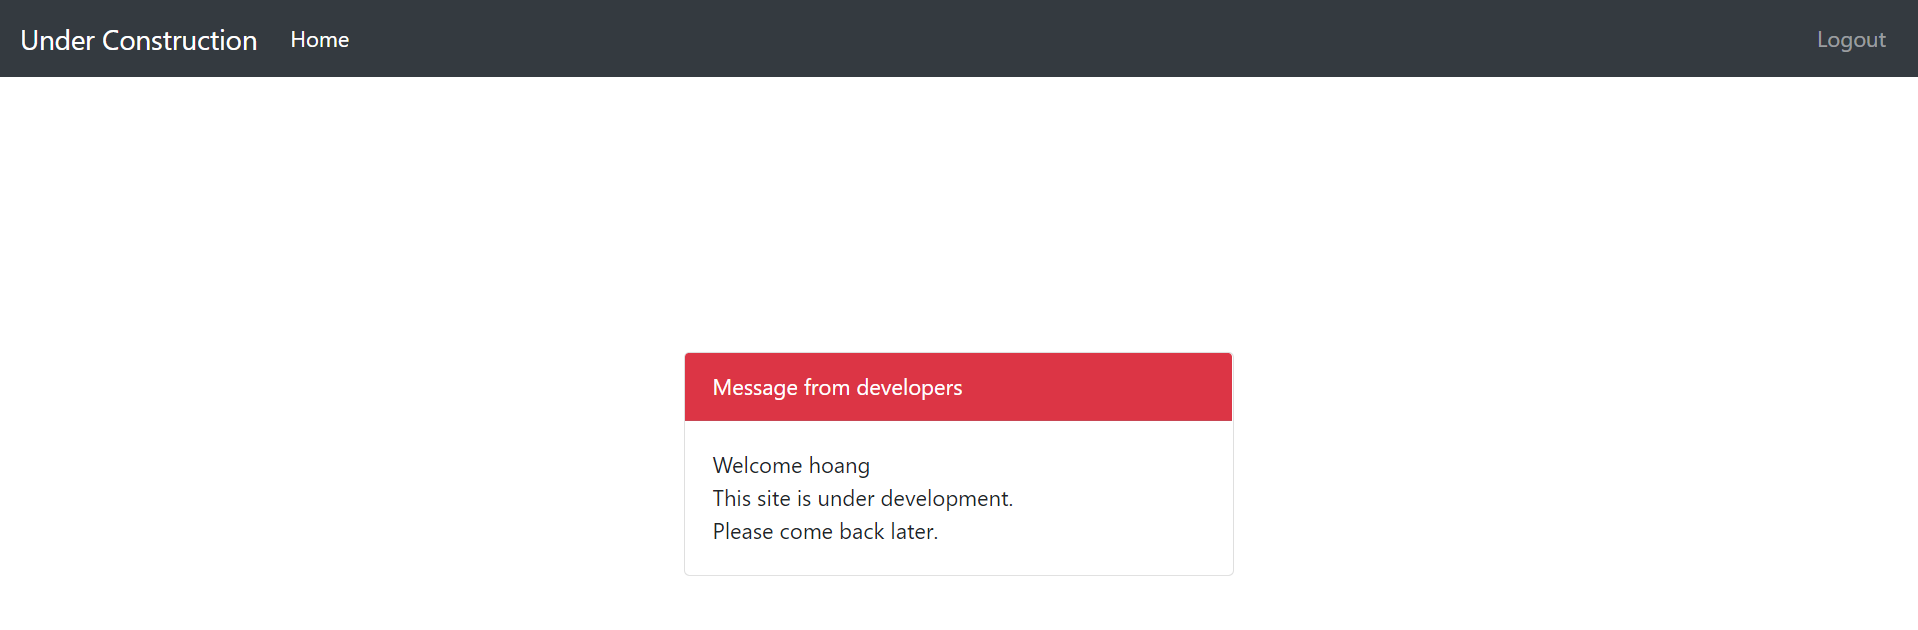 Under Construction Home Logout
Message from developers
Welcome hoang
This site is under development.
Please come back later.